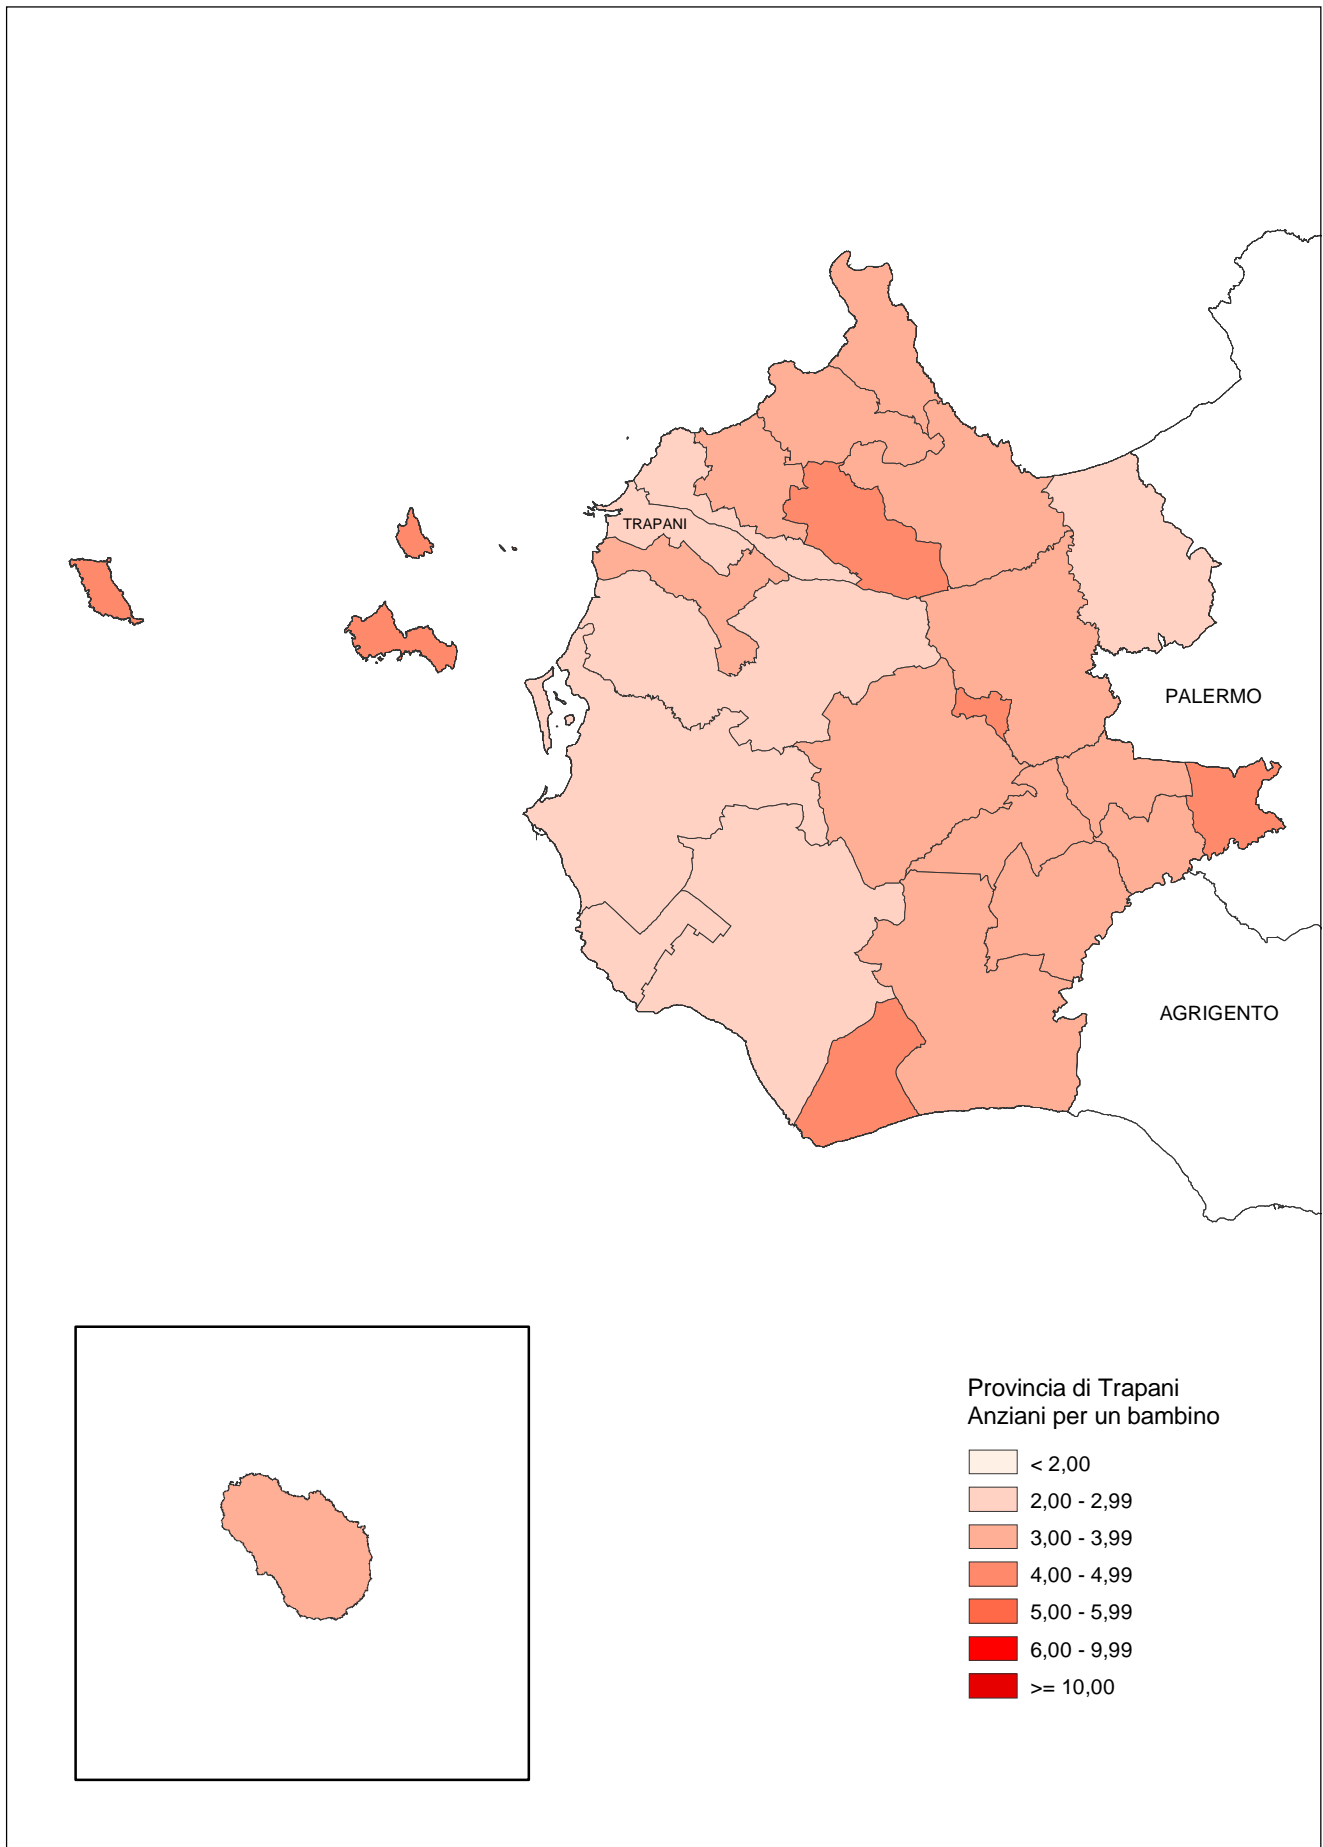 TRAPANI
PALERMO
AGRIGENTO
Provincia di Trapani
Anziani per un bambino
< 2,00
2,00 - 2,99
3,00 - 3,99
4,00 - 4,99
5,00 - 5,99
6,00 - 9,99
>= 10,00